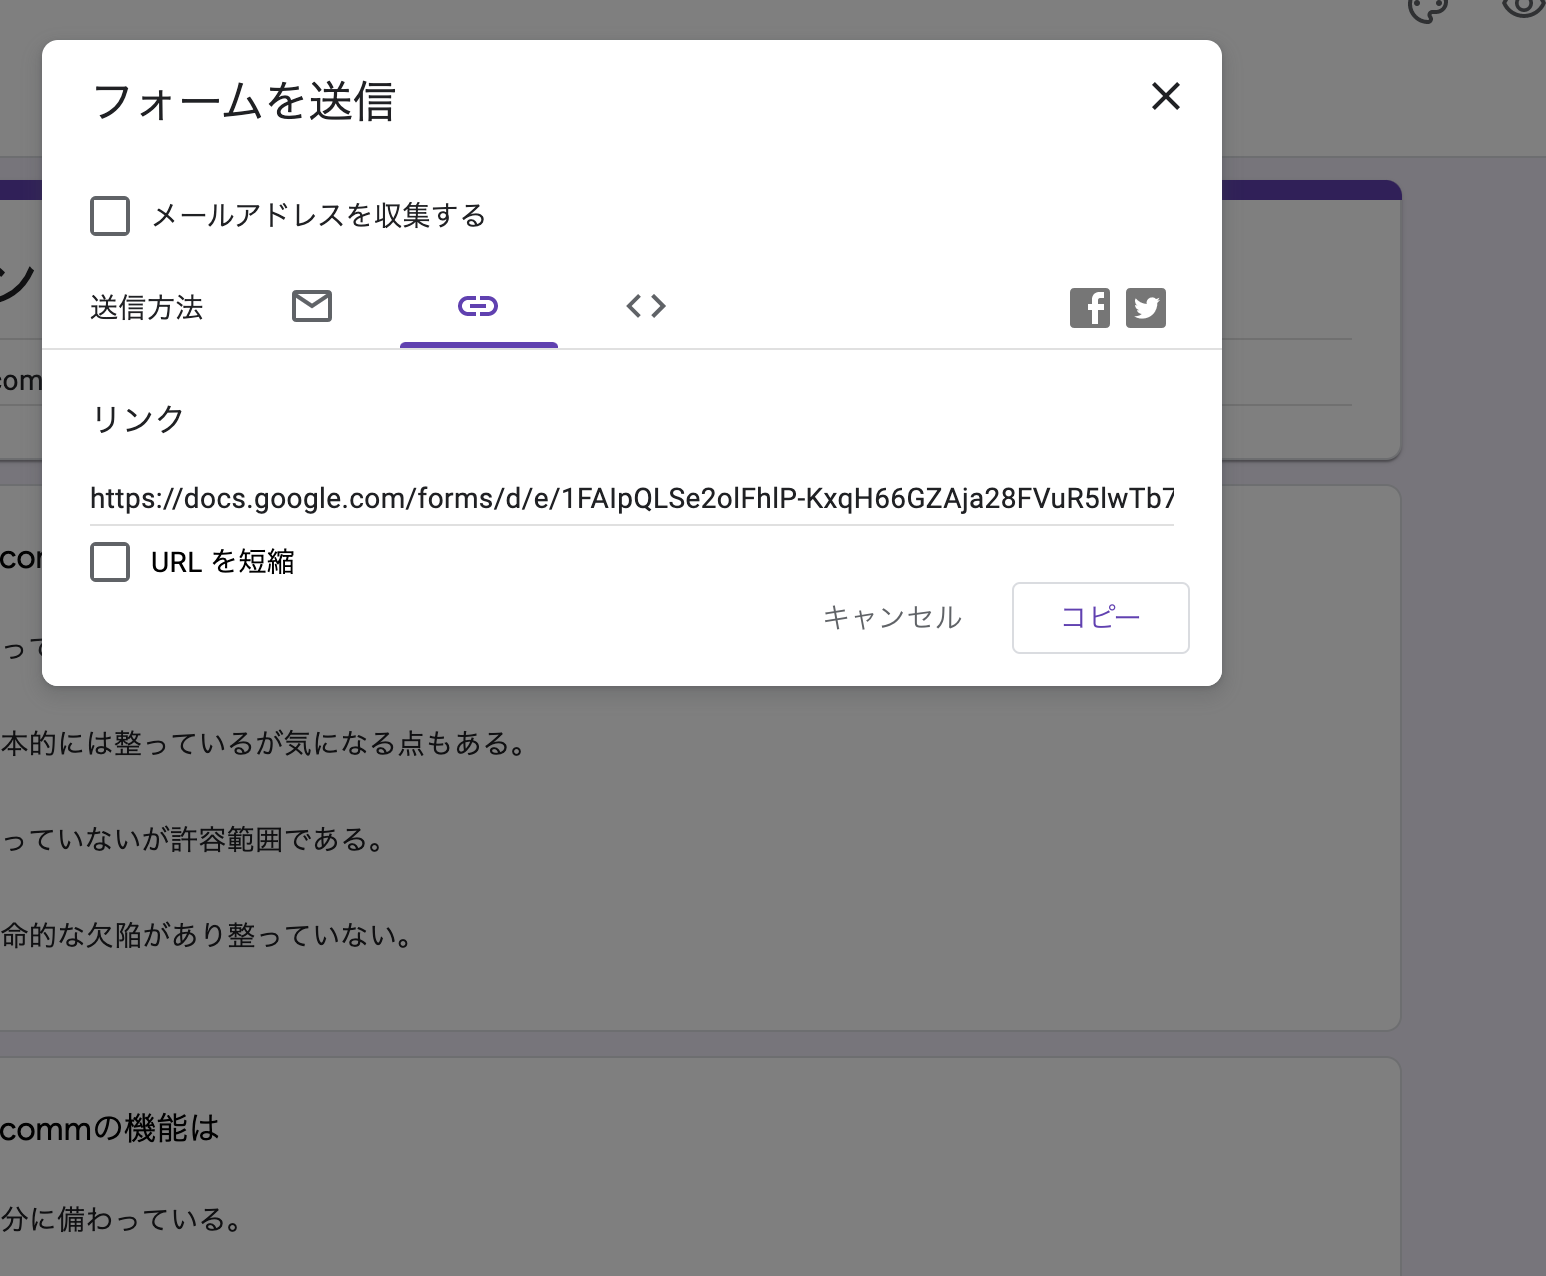 フォームを送信
メールアドレスを収集する
送信方法
リンク
https://docs.google.com/forms/d/e/1FAIpQLSe2olFhlP-KxqH66GZAja28FVuR5lwTb7
URL を短縮
キャンセル
コピー
ン
com
com
って
本的には整っているが気になる点もある。
っていないが許容範囲である。
命的な欠陥があり整っていない。
commの機能は
分に備わっている。